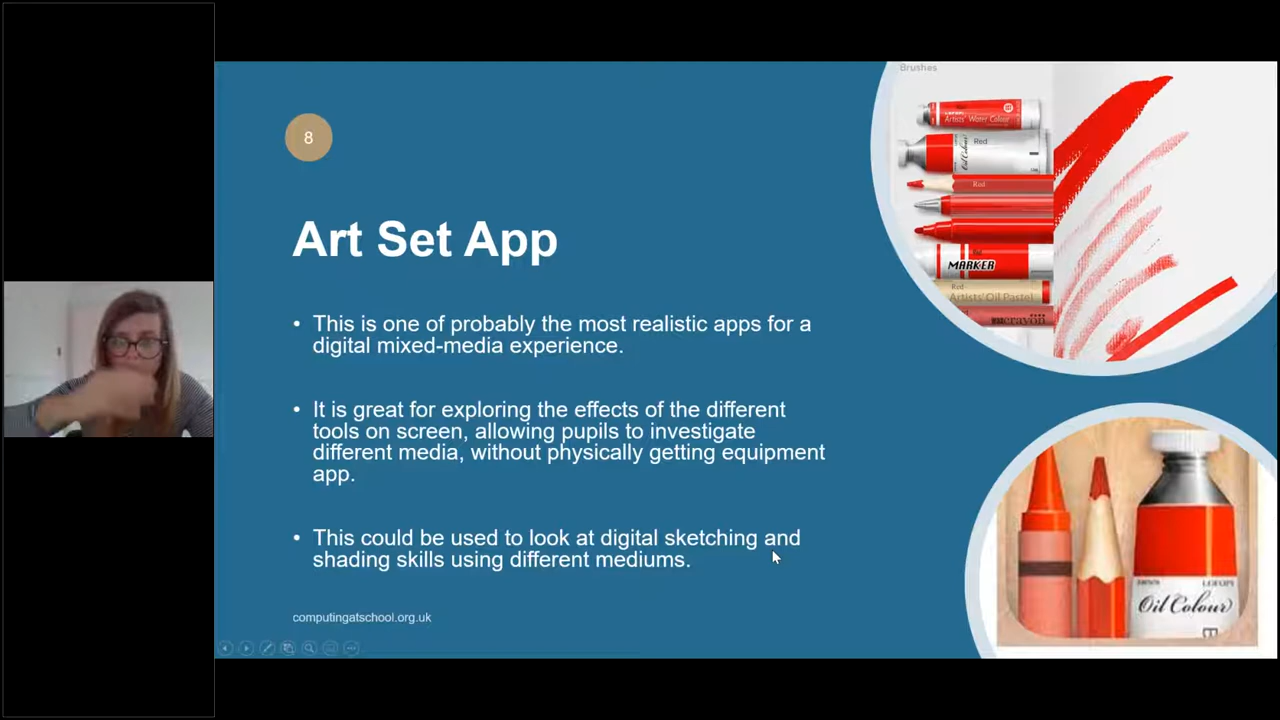 8
Art Set App
• This is one of probably the most realistic apps for a
digital mixed-media experience.
• It is great for exploring the effects of the different
tools on screen, allowing pupils to investigate
different media, without physically getting equipment
app.
• This could be used to look at digital sketching and
shading skills using different mediums.
computingatschool.org.uk
Brushes
Artists' Water Colour
Red
Oil Colour
Red
MARKER
Red
Artists' Oil Pastel
crayon
Oil Colour